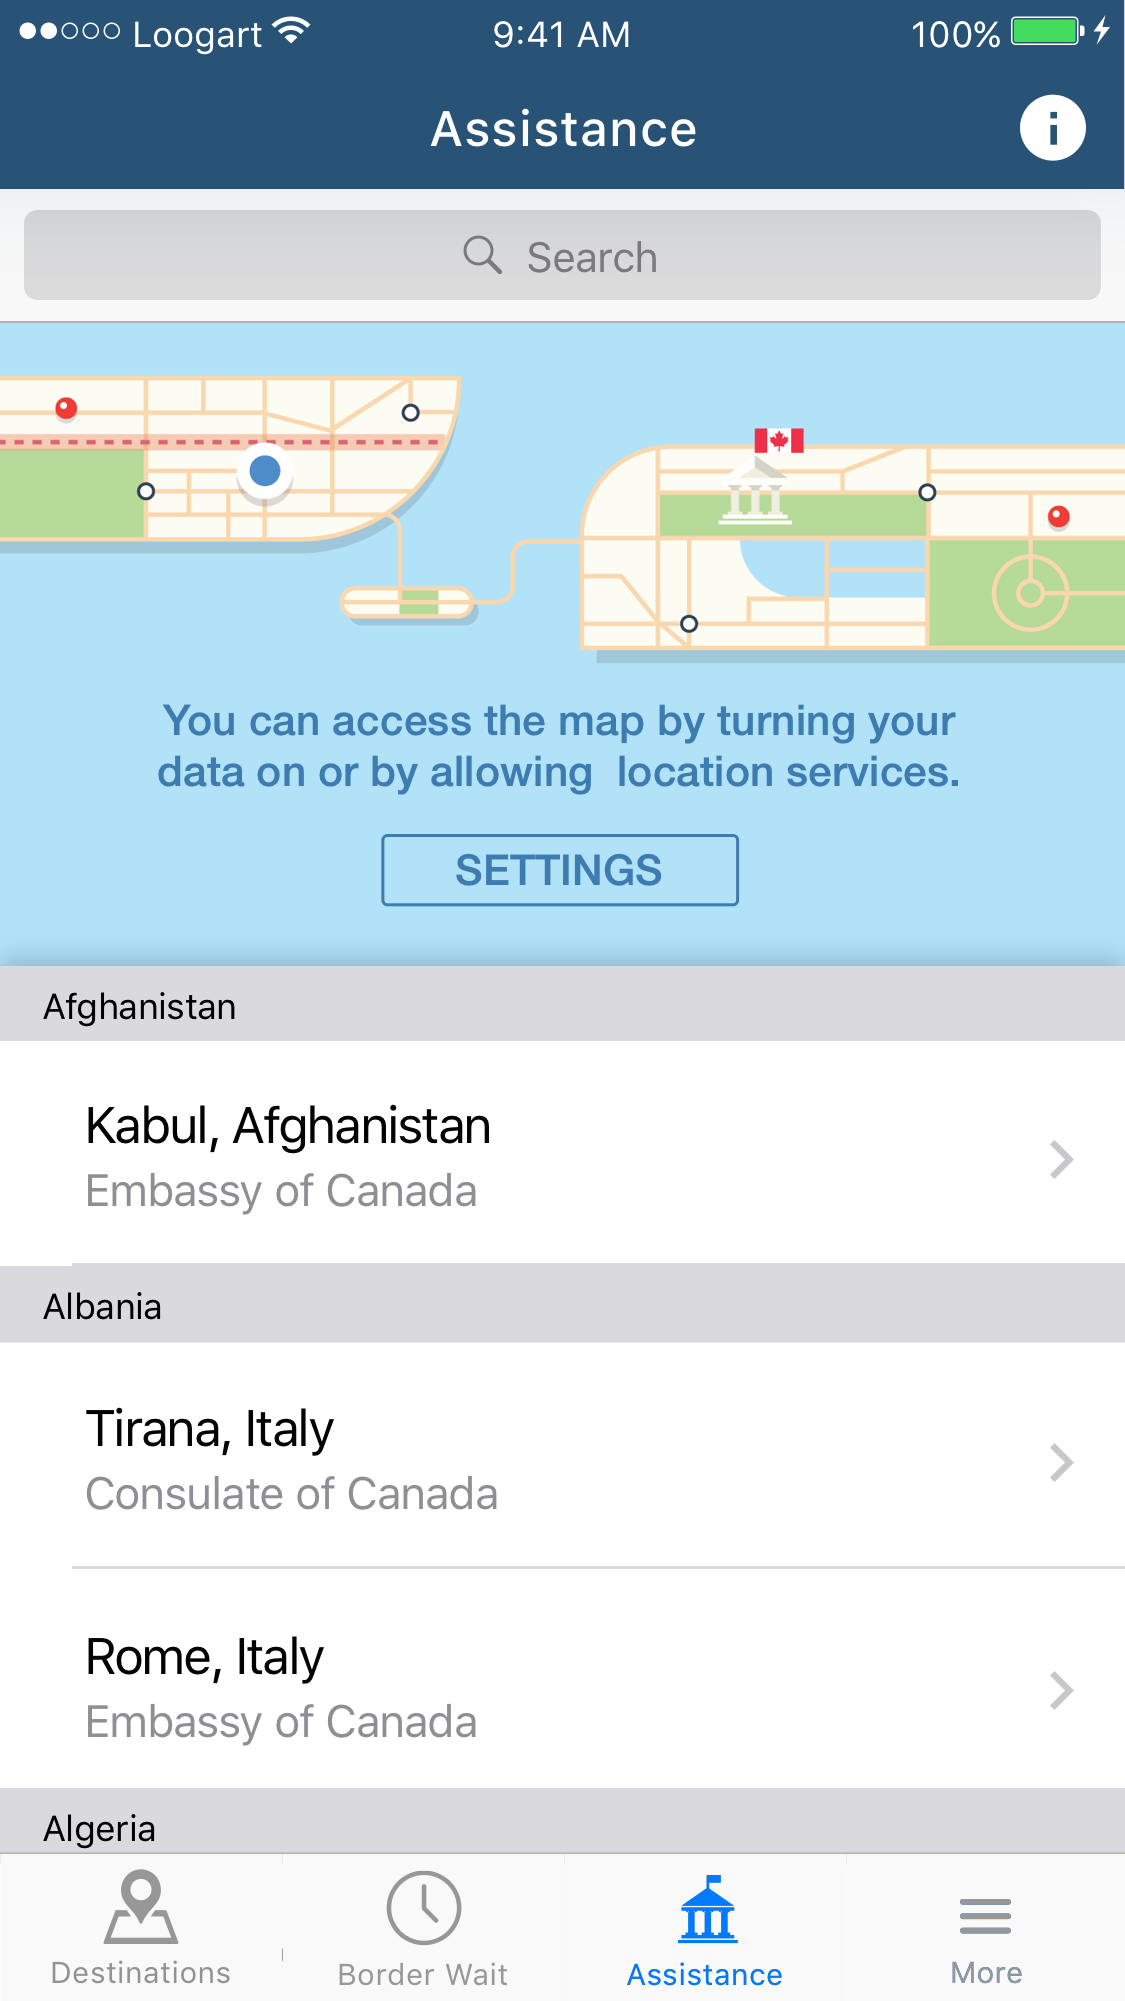 Loogart 9:41 AM 100%
Assistance
Search
You can access the map by turning your
data on or by allowing location services.
SETTINGS
Afghanistan
Kabul, Afghanistan
Embassy of Canada
Albania
Tirana, Italy
Consulate of Canada
Rome, Italy
Embassy of Canada
Algeria
Destinations Border Wait Assistance More